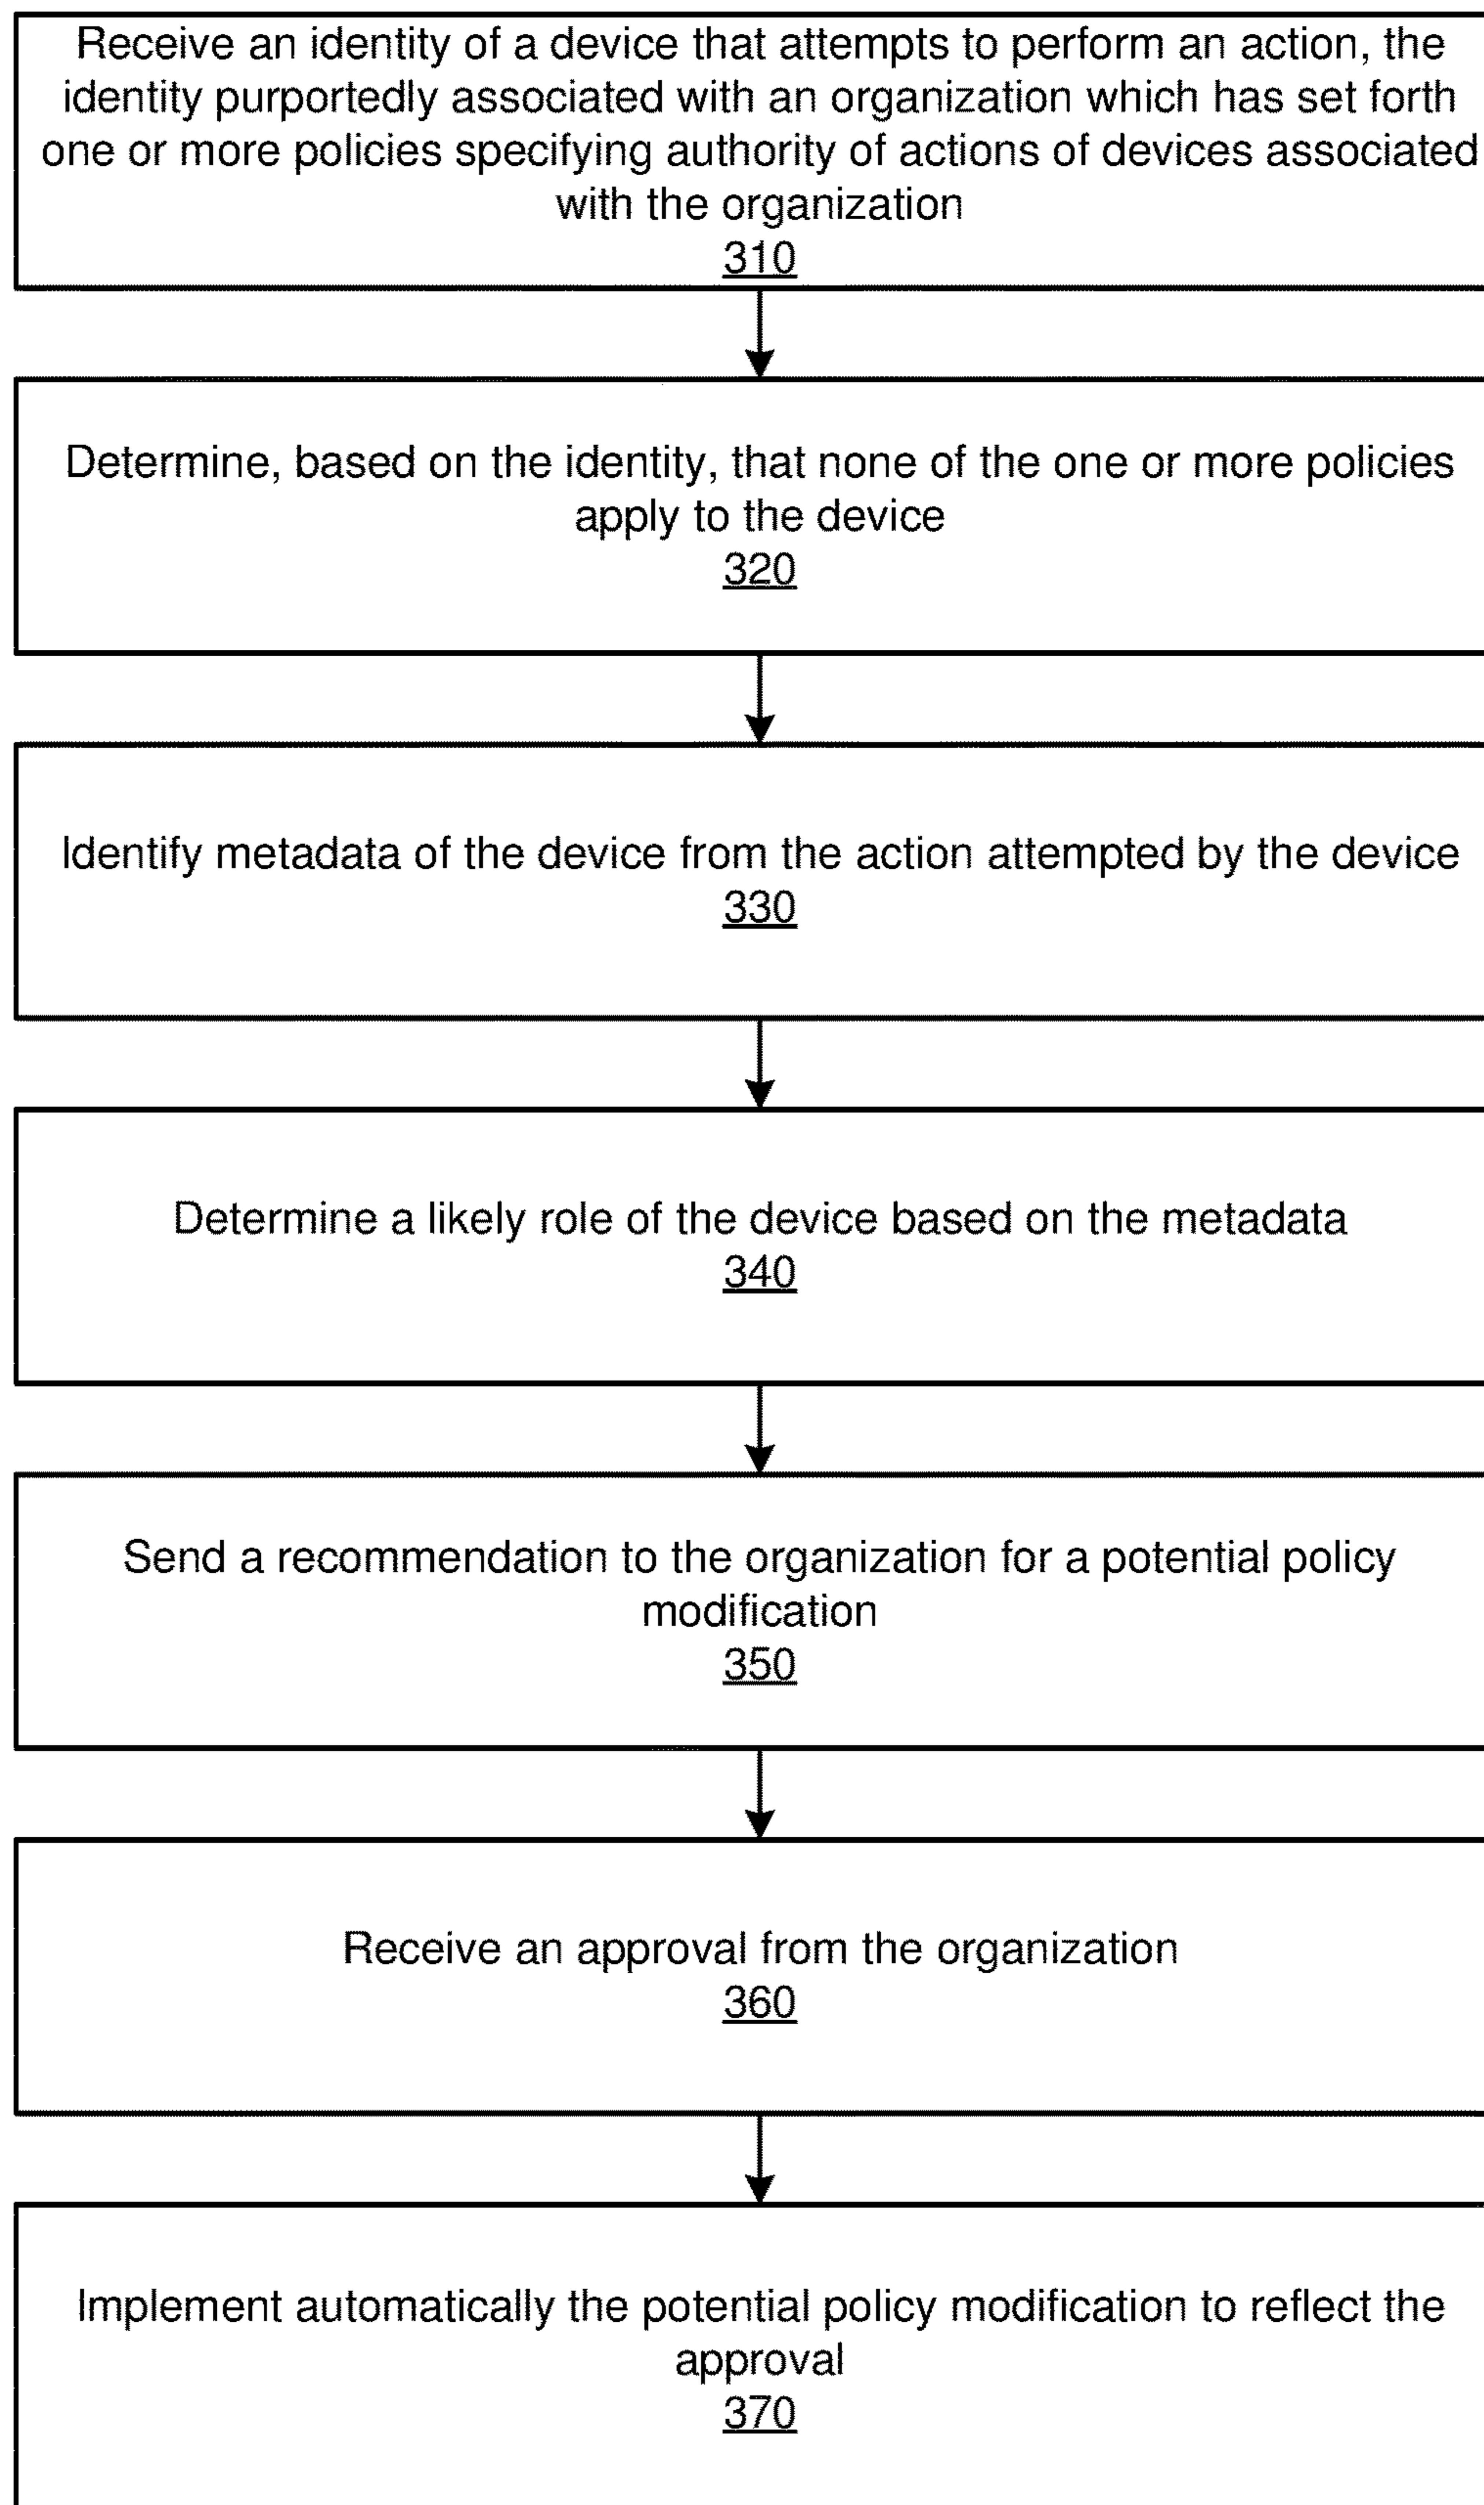 Receive an identity of a device that attempts to perform an action, the
identity purportedly associated with an organization which has set forth
one or more policies specifying authority of actions of devices associated
with the organization
310
Determine, based on the identity, that none of the one or more policies
apply to the device
320
Identify metadata of the device from the action attempted by the device
330
Determine a likely role of the device based on the metadata
340
Send a recommendation to the organization for a potential policy
modification
350
Receive an approval from the organization
360
Implement automatically the potential policy modification to reflect the
approval
370